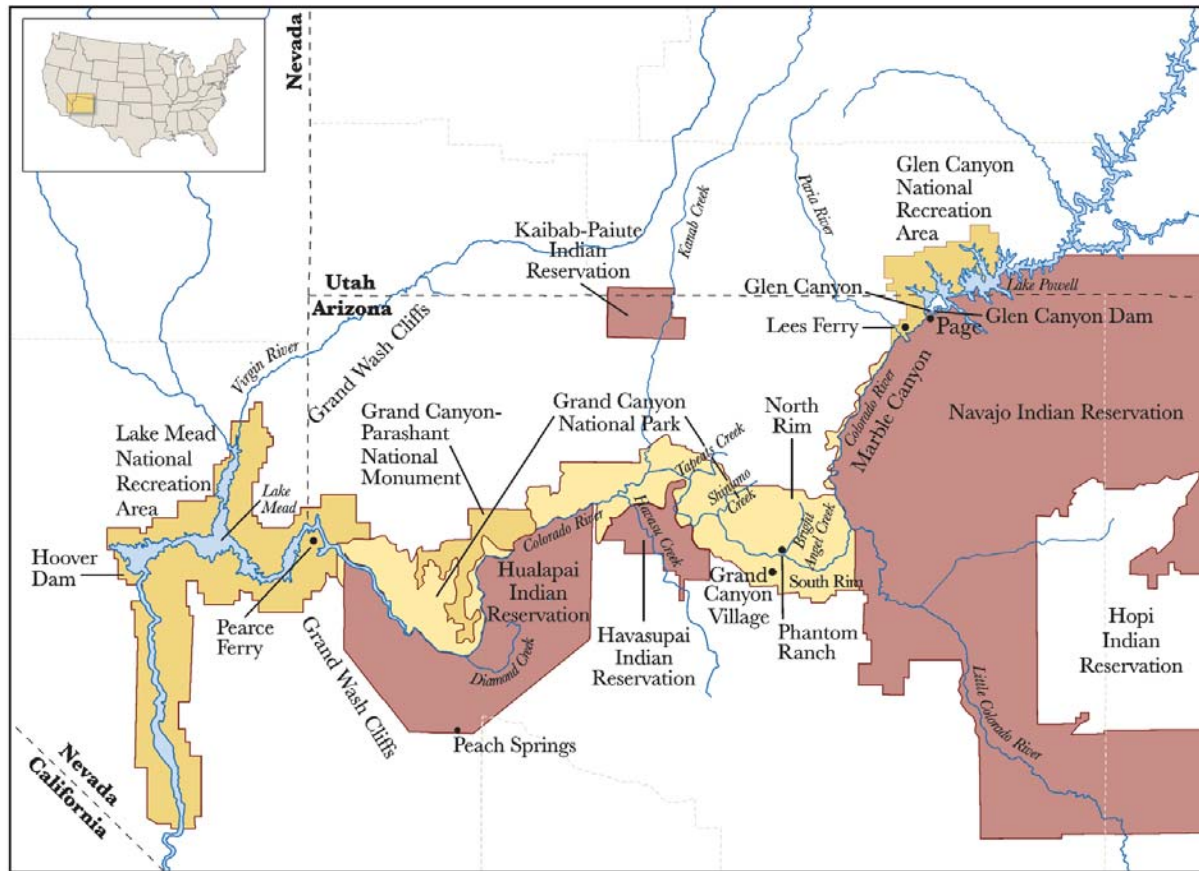 Nevada
Utah
Arizona
Grand Wash Cliffs
Virgin River
Kaibab-Paiute
Indian
Reservation
Kanab Creek
Paria River
Glen Canyon
National
Recreation
Area
Glen Canyon
Lake Powell
Glen Canyon Dam
Lees Ferry
Page
Colorado River
Marble Canyon
Navajo Indian Reservation
Lake Mead
National
Recreation
Area
Lake
Mead
Grand Canyon-
Parashant
National
Monument
Grand Canyon
National Park
North
Rim
Tapeats Creek
Shinumo
Creek
Bright
Angel Creek
Colorado River
Havasu Creek
Hoover
Dam
Pearce
Ferry
Hualapai
Indian
Reservation
Diamond Creek
Grand
Canyon
Village
South Rim
Phantom
Ranch
Havasupai
Indian
Reservation
Hopi
Indian
Reservation
Grand Wash Cliffs
Peach Springs
Little Colorado River
Nevada
California